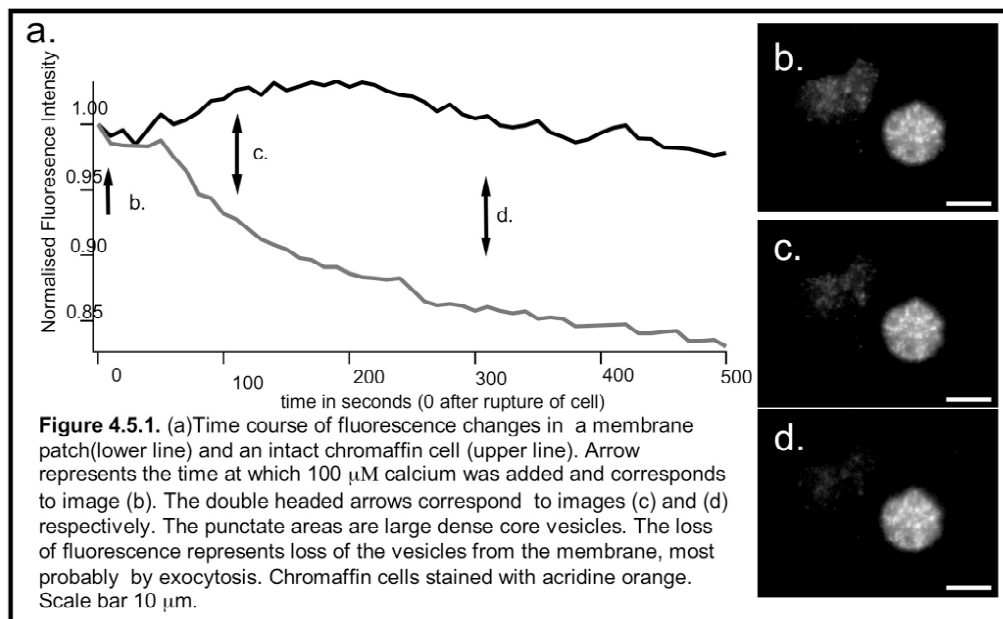 a.
Normalised Fluoresence Intensity
1.00
0.95
0.90
0.85
b.
c.
d.
0
100
200
300
400
500
time in seconds (0 after rupture of cell)
Figure 4.5.1. (a)Time course of fluorescence changes in a membrane
patch(lower line) and an intact chromaffin cell (upper line). Arrow
represents the time at which 100 μM calcium was added and corresponds
to image (b). The double headed arrows correspond to images (c) and (d)
respectively. The punctate areas are large dense core vesicles. The loss
of fluorescence represents loss of the vesicles from the membrane, most
probably by exocytosis. Chromaffin cells stained with acridine orange.
Scale bar 10 μm.
b.
c.
d.